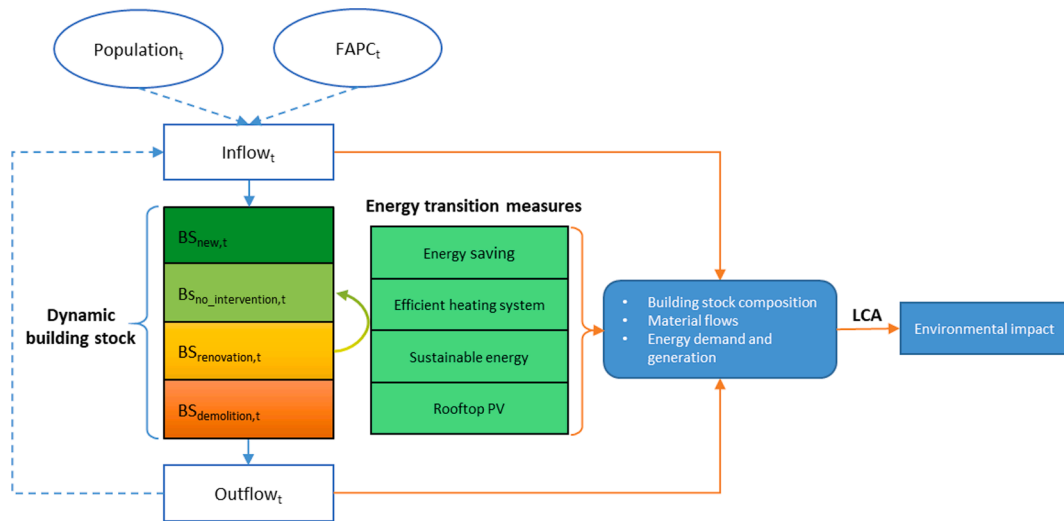 Population_t
FAPC_t
Inflow_t
Energy transition measures
BS_new,t
Bs_no_intervention,t
BS_renovation,t
BS_demolition,t
Dynamic
building stock
Energy saving
Efficient heating system
Sustainable energy
Rooftop PV
• Building stock composition
• Material flows
• Energy demand and
generation
LCA
Environmental impact
Outflow_t